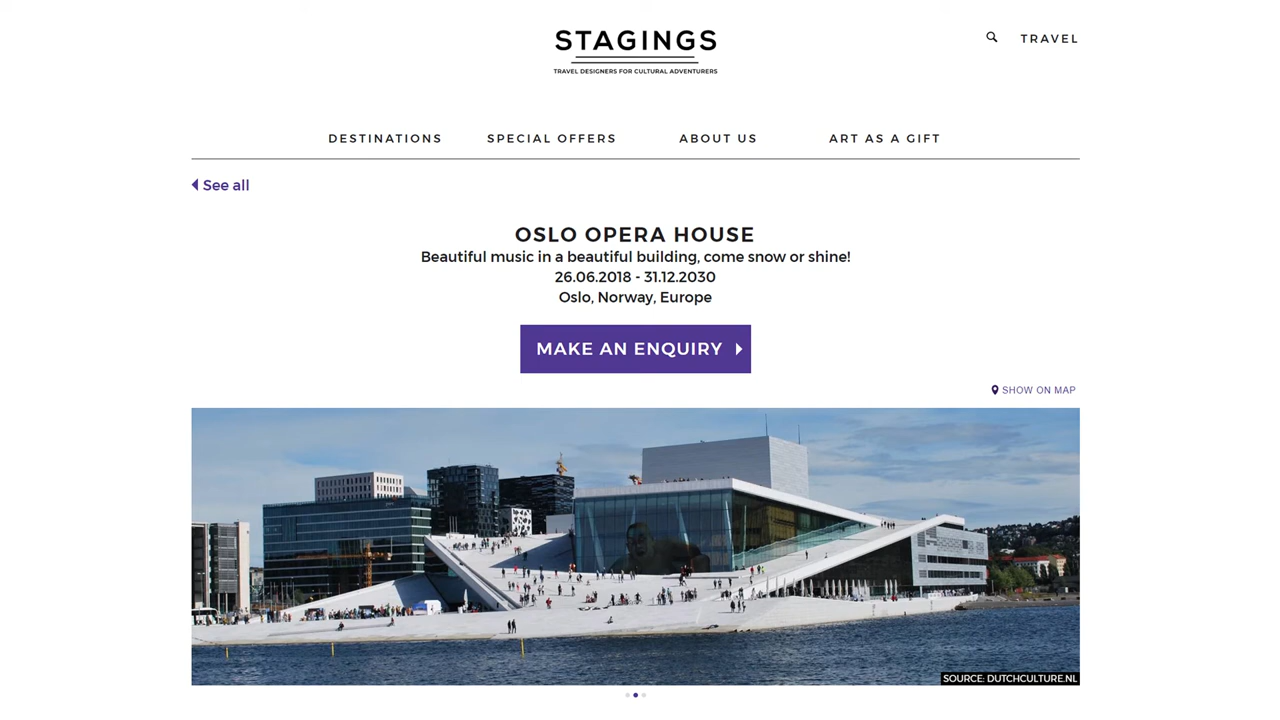 STAGINGS
TRAVEL DESIGNERS FOR CULTURAL ADVENTURERS
TRAVEL
DESTINATIONS SPECIAL OFFERS ABOUT US ART AS A GIFT
See all
OSLO OPERA HOUSE
Beautiful music in a beautiful building, come snow or shine!
26.06.2018 - 31.12.2030
Oslo, Norway, Europe
MAKE AN ENQUIRY
SHOW ON MAP
SOURCE: DUTCHCULTURE.NL